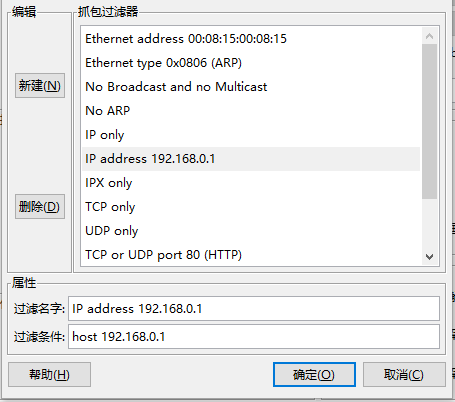 编辑
抓包过滤器
新建(N)
删除(D)
Ethernet address 00:08:15:00:08:15
Ethernet type 0x0806 (ARP)
No Broadcast and no Multicast
No ARP
IP only
IP address 192.168.0.1
IPX only
TCP only
UDP only
TCP or UDP port 80 (HTTP)
属性
过滤名字: IP address 192.168.0.1
过滤条件: host 192.168.0.1
帮助(H)
确定(O)
取消(C)